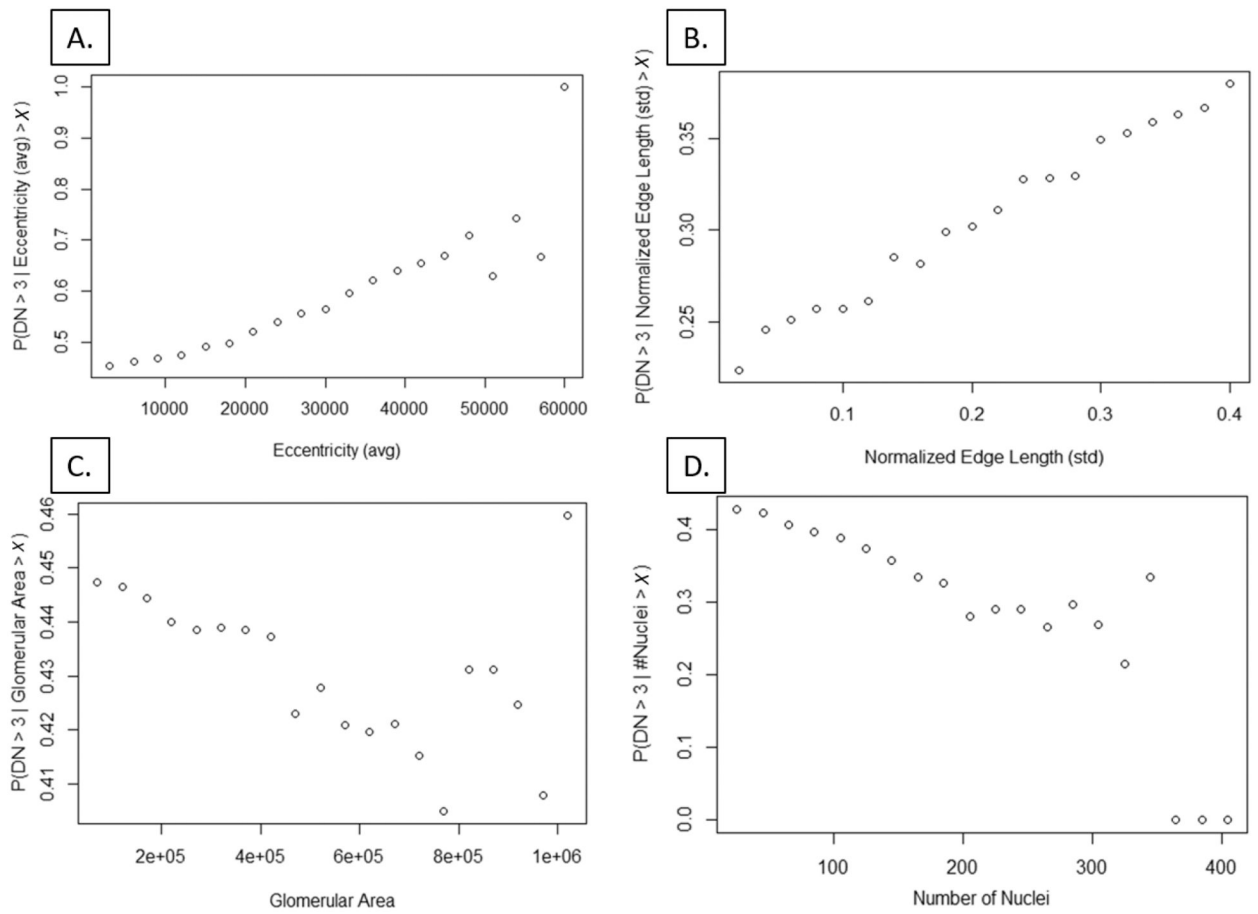 A.
P(DN > 3 | Eccentricity (avg) > X)
1.0
0.9
0.8
0.7
0.6
0.5
10000 20000 30000 40000 50000 60000
Eccentricity (avg)
B.
P(DN > 3 | Normalized Edge Length (std) > X)
0.35
0.30
0.25
0.1 0.2 0.3 0.4
Normalized Edge Length (std)
C.
P(DN > 3 | Glomerular Area > X)
0.46
0.45
0.44
0.43
0.42
0.41
2e+05 4e+05 6e+05 8e+05 1e+06
Glomerular Area
D.
P(DN > 3 | #Nuclei > X)
0.4
0.3
0.2
0.1
0.0
100 200 300 400
Number of Nuclei